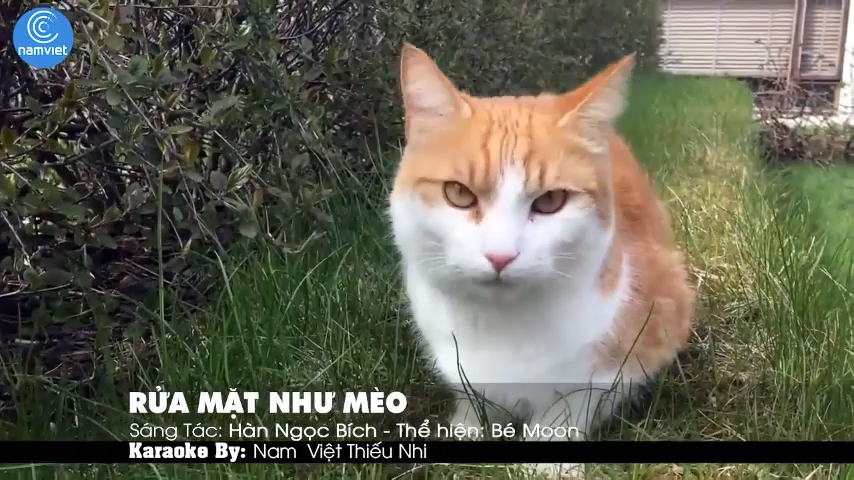 namviet
RỬA MẶT NHƯ MÈO
Sáng Tác: Hàn Ngọc Bích - Thể hiện: Bé Moon
Karaoke By: Nam Việt Thiếu Nhi